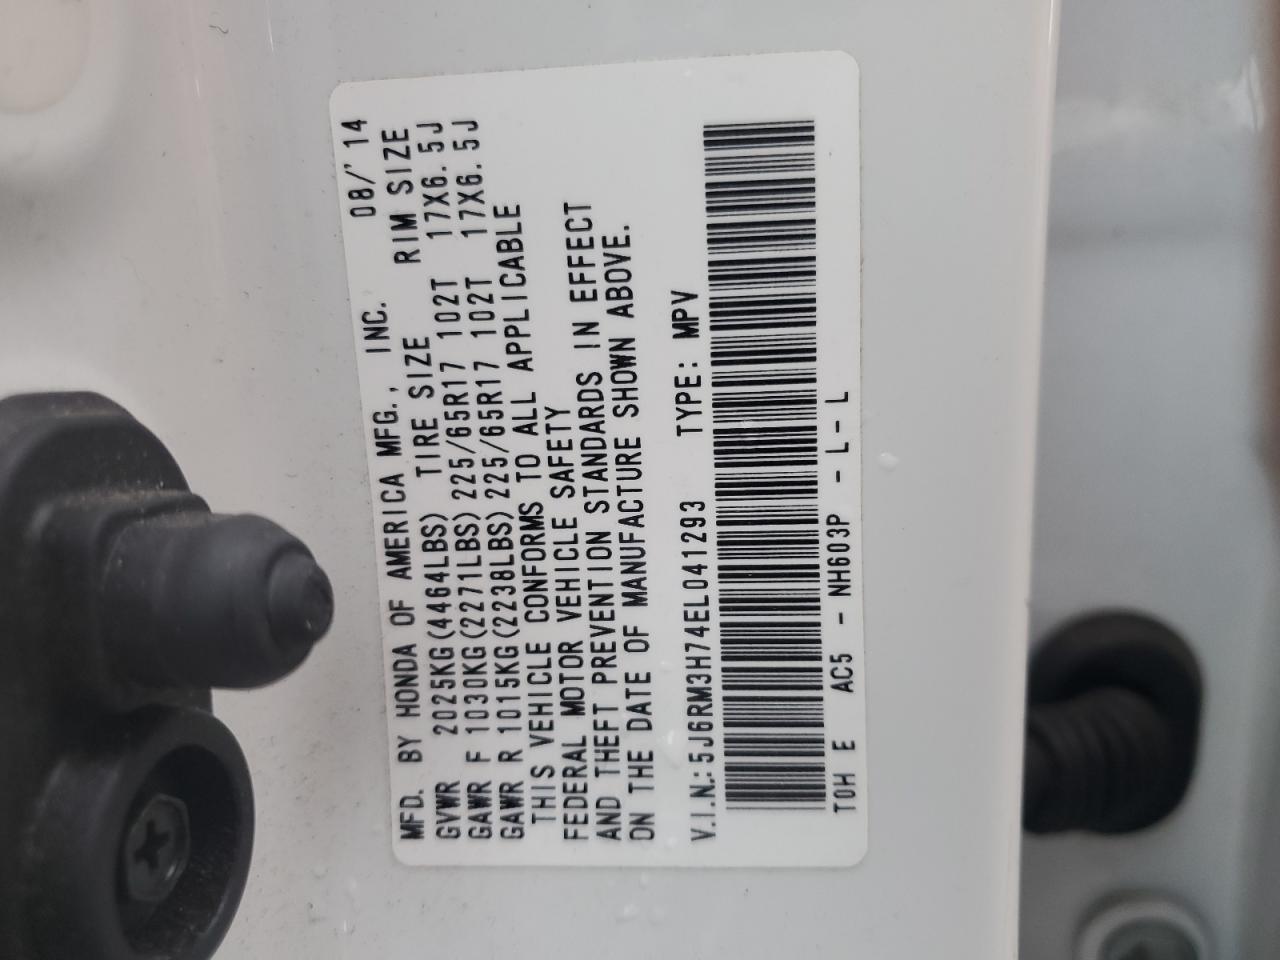 MFD. BY HONDA OF AMERICA MFG., INC. 08/'14
GVWR 2025KG(4464LBS) TIRE SIZE RIM SIZE
GAWR F 1030KG(2271LBS) 225/65R17 102T 17X6.5J
GAWR R 1015KG(2238LBS) 225/65R17 102T 17X6.5J
THIS VEHICLE CONFORMS TO ALL APPLICABLE
FEDERAL MOTOR VEHICLE SAFETY
AND THEFT PREVENTION STANDARDS IN EFFECT
ON THE DATE OF MANUFACTURE SHOWN ABOVE.
V.I.N.: 5J6RM3H74EL041293 TYPE: MPV
T0H E AC5 - NH603P - L - L